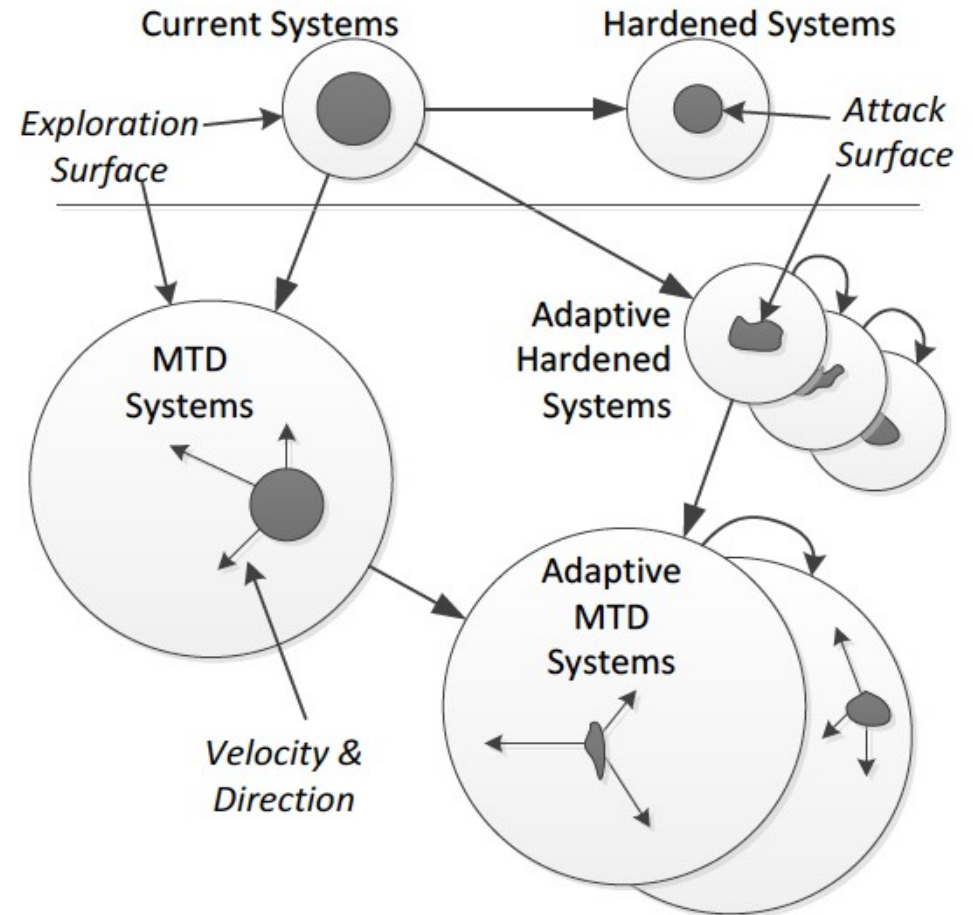 Current Systems
Hardened Systems
Exploration
Surface
Attack
Surface
MTD
Systems
Adaptive
Hardened
Systems
Adaptive
MTD
Systems
Velocity &
Direction